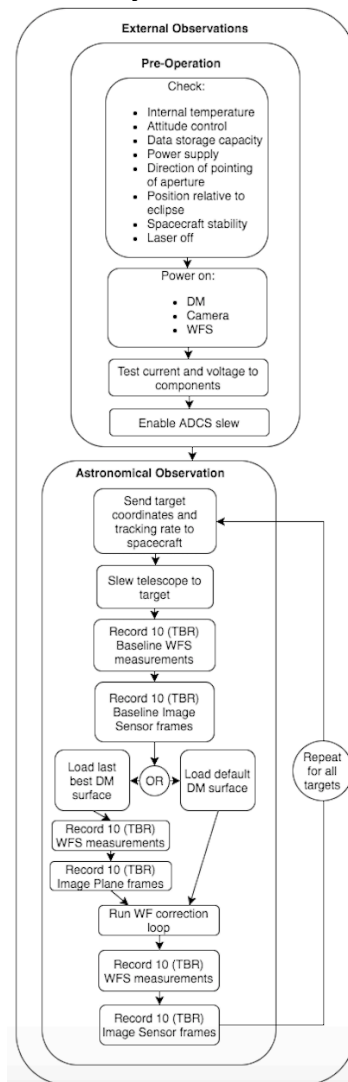 External Observations
Pre-Operation
Check:
• Internal temperature
• Attitude control
• Data storage capacity
• Power supply
• Direction of pointing
of aperture
• Position relative to
eclipse
• Spacecraft stability
• Laser off
Power on:
• DM
• Camera
• WFS
Test current and voltage to
components
Enable ADCS slew
Astronomical Observation
Send target
coordinates and
tracking rate to
spacecraft
Slew telescope to
target
Record 10 (TBR)
Baseline WFS
measurements
Record 10 (TBR)
Baseline Image
Sensor frames
Load last
best DM
surface
OR
Load default
DM surface
Repeat
for all
targets
Record 10 (TBR)
WFS measurements
Record 10 (TBR)
Image Plane frames
Run WF correction
loop
Record 10 (TBR)
WFS measurements
Record 10 (TBR)
Image Sensor frames